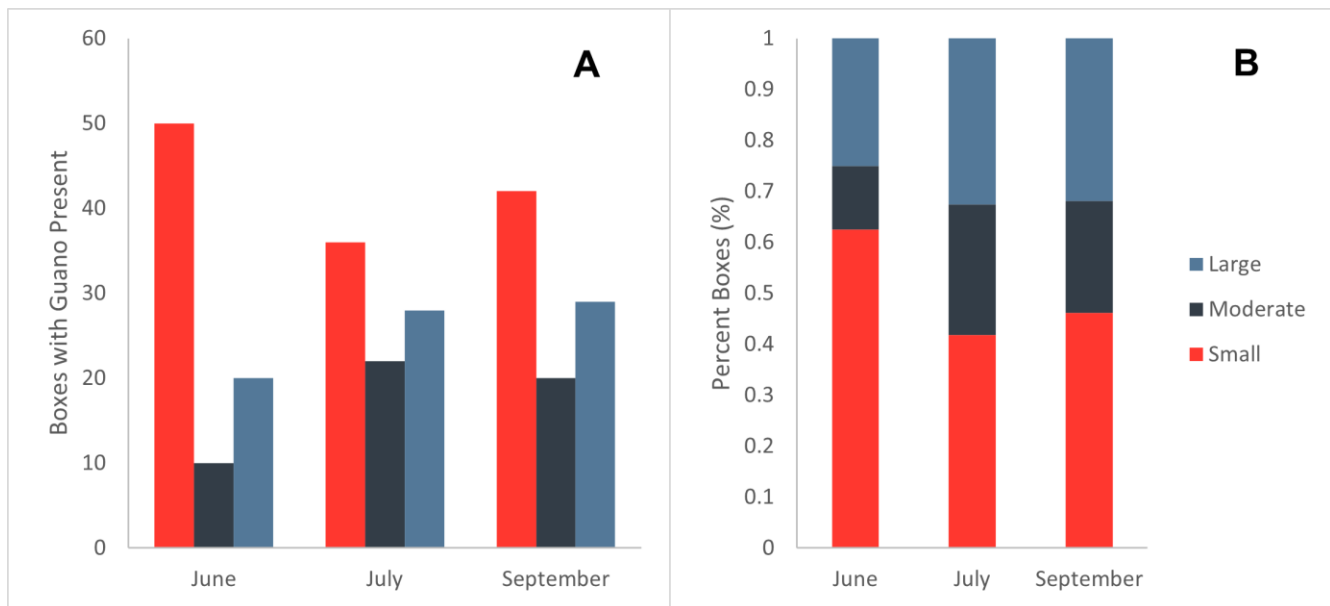 A
Boxes with Guano Present
60
50
40
30
20
10
0
June July September
B
Percent Boxes (%)
1
0.9
0.8
0.7
0.6
0.5
0.4
0.3
0.2
0.1
0
June July September
Large
Moderate
Small